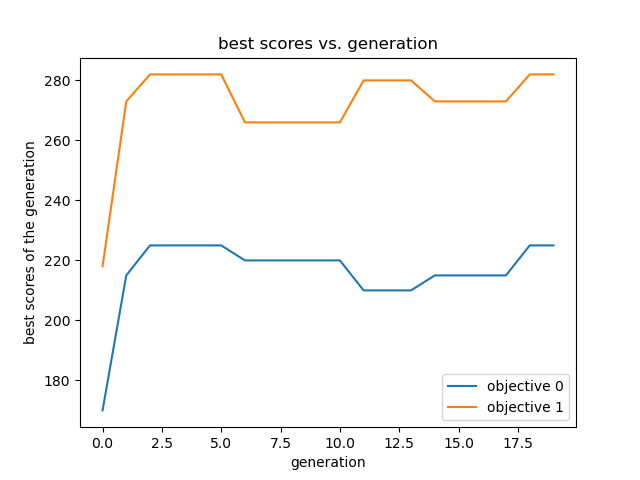 best scores vs. generation
best scores of the generation
280
260
240
220
200
180
0.0 2.5 5.0 7.5 10.0 12.5 15.0 17.5
generation
objective 0
objective 1